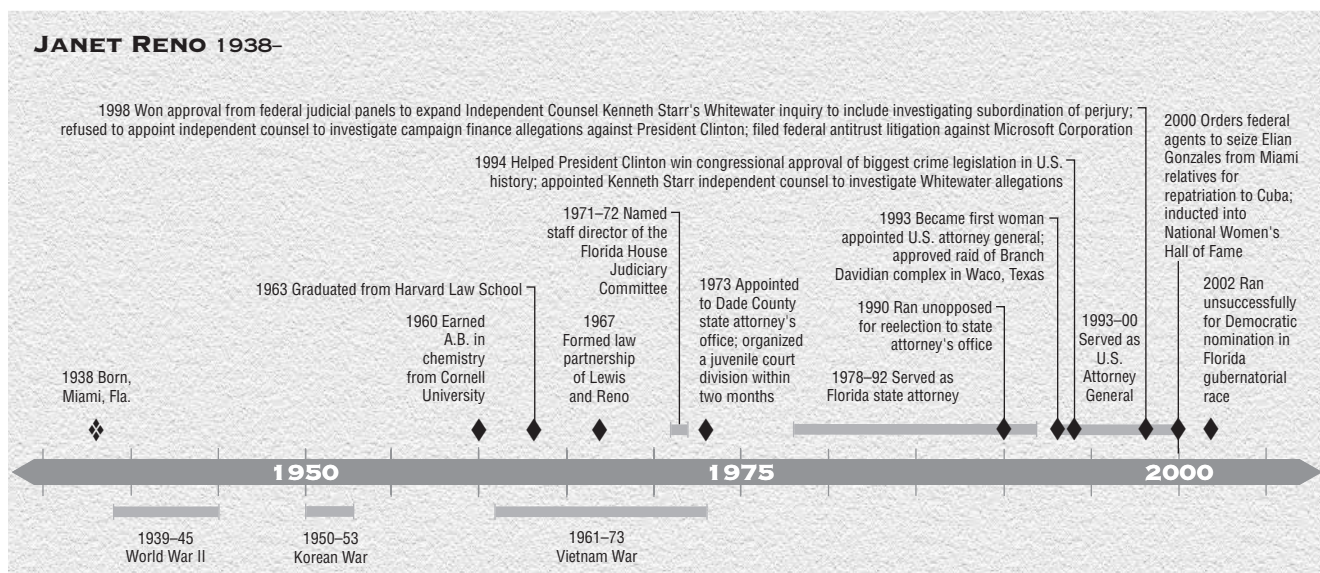 JANET RENO 1938–
1998 Won approval from federal judicial panels to expand Independent Counsel Kenneth Starr's Whitewater inquiry to include investigating subordination of perjury;
refused to appoint independent counsel to investigate campaign finance allegations against President Clinton; filed federal antitrust litigation against Microsoft Corporation
2000 Orders federal
agents to seize Elian
Gonzales from Miami
relatives for
repatriation to Cuba;
inducted into
National Women's
Hall of Fame
1994 Helped President Clinton win congressional approval of biggest crime legislation in U.S.
history; appointed Kenneth Starr independent counsel to investigate Whitewater allegations
1971–72 Named
staff director of the
Florida House
Judiciary
Committee
1993 Became first woman
appointed U.S. attorney general;
approved raid of Branch
Davidian complex in Waco, Texas
1963 Graduated from Harvard Law School
1973 Appointed
to Dade County
state attorney's
office; organized
a juvenile court
division within
two months
2002 Ran
unsuccessfully
for Democratic
nomination in
Florida
gubernatorial
race
1990 Ran unopposed
for reelection to state
attorney's office
1960 Earned
A.B. in
chemistry
from Cornell
University
1967
Formed law
partnership
of Lewis
and Reno
1993–00
Served as
U.S.
Attorney
General
1938 Born,
Miami, Fla.
1978–92 Served as
Florida state attorney
1950
1975
2000
1939–45
World War II
1950–53
Korean War
1961–73
Vietnam War